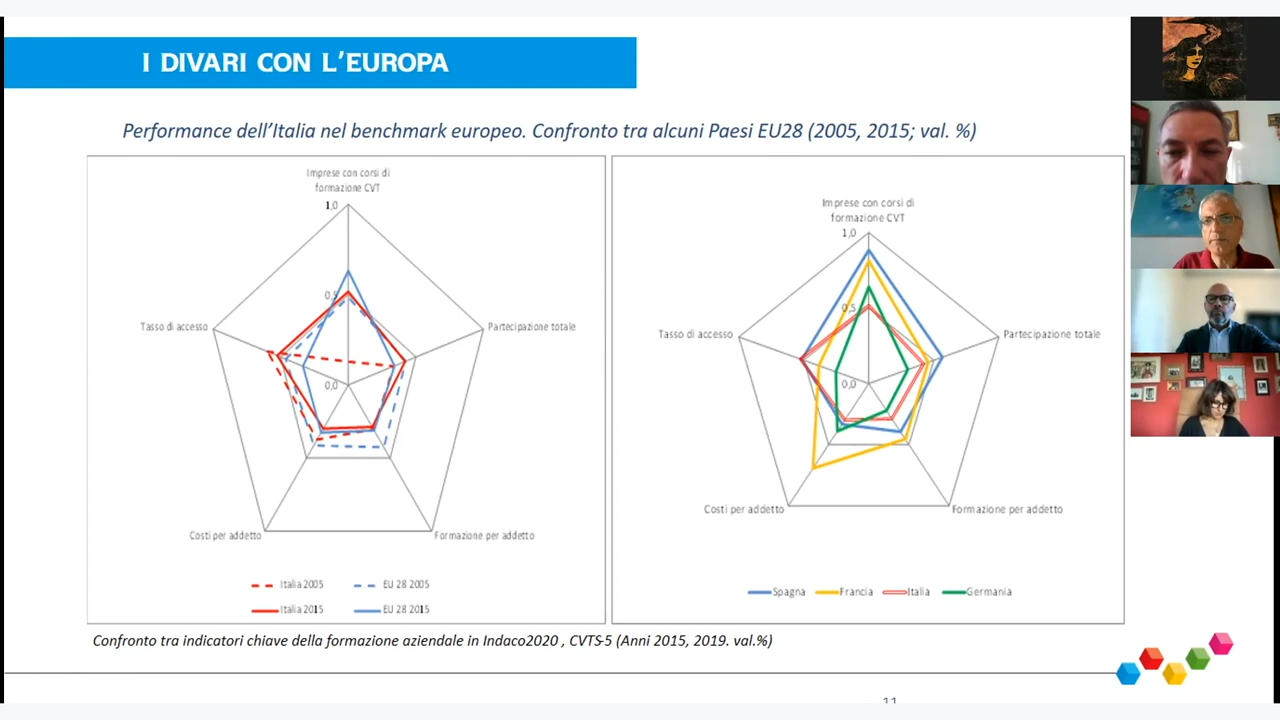 I DIVARI CON L'EUROPA
Performance dell'Italia nel benchmark europeo. Confronto tra alcuni Paesi EU28 (2005, 2015; val. %)
Imprese con corsi di
formazione CVT
1,0
0,5
0,0
Tasso di accesso
Partecipazione totale
Costi per addetto
Formazione per addetto
Italia 2005
EU 28 2005
Italia 2015
EU 28 2015
Imprese con corsi di
formazione CVT
1,0
0,5
0,0
Tasso di accesso
Partecipazione totale
Costi per addetto
Formazione per addetto
Spagna
Francia
Italia
Germania
Confronto tra indicatori chiave della formazione aziendale in Indaco2020 , CVTS-5 (Anni 2015, 2019. val.%)
11